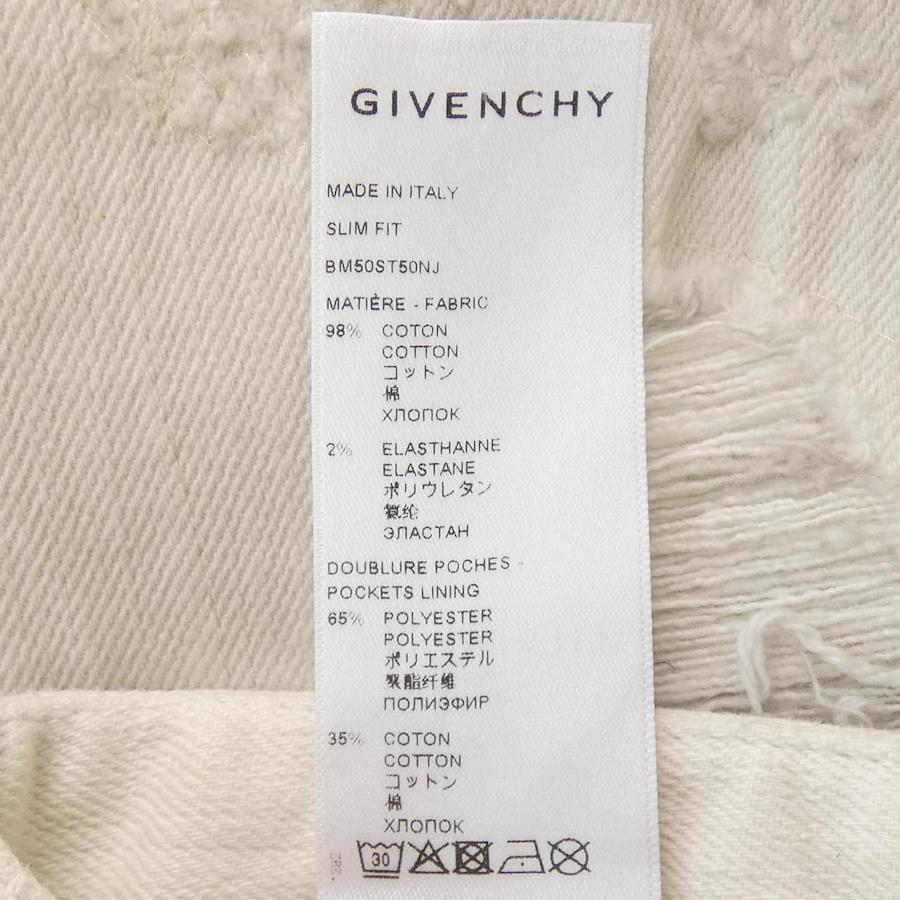 GIVENCHY
MADE IN ITALY
SLIM FIT
BM50ST50NJ
MATIÈRE - FABRIC
98% COTON
COTTON
コットン
棉
ХЛОПОК
2% ELASTHANNE
ELASTANE
ポリウレタン
氨纶
ЭЛАСТАН
DOUBLURE POCHES -
POCKETS LINING
65% POLYESTER
POLYESTER
ポリエステル
聚酯纤维
ПОЛИЭФИР
35% COTON
COTTON
コットン
棉
ХЛОПОК
30